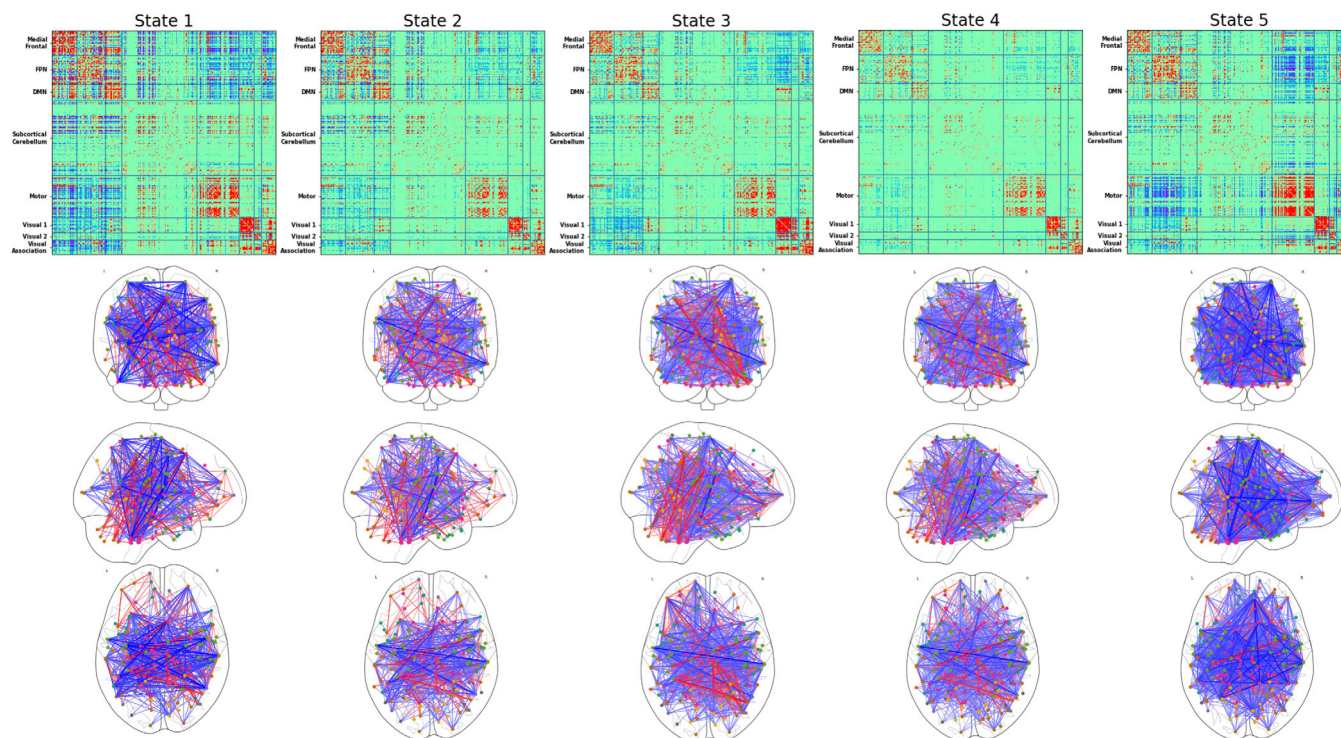 State 1
State 2
State 3
State 4
State 5
Medial
Frontal
FPN
DMN
Subcortical
Cerebellum
Motor
Visual 1
Visual 2
Visual
Association
Medial
Frontal
FPN
DMN
Subcortical
Cerebellum
Motor
Visual 1
Visual 2
Visual
Association
Medial
Frontal
FPN
DMN
Subcortical
Cerebellum
Motor
Visual 1
Visual 2
Visual
Association
Medial
Frontal
FPN
DMN
Subcortical
Cerebellum
Motor
Visual 1
Visual 2
Visual
Association
Medial
Frontal
FPN
DMN
Subcortical
Cerebellum
Motor
Visual 1
Visual 2
Visual
Association
L R
L
L R
L
L
L
L
L R
L
L